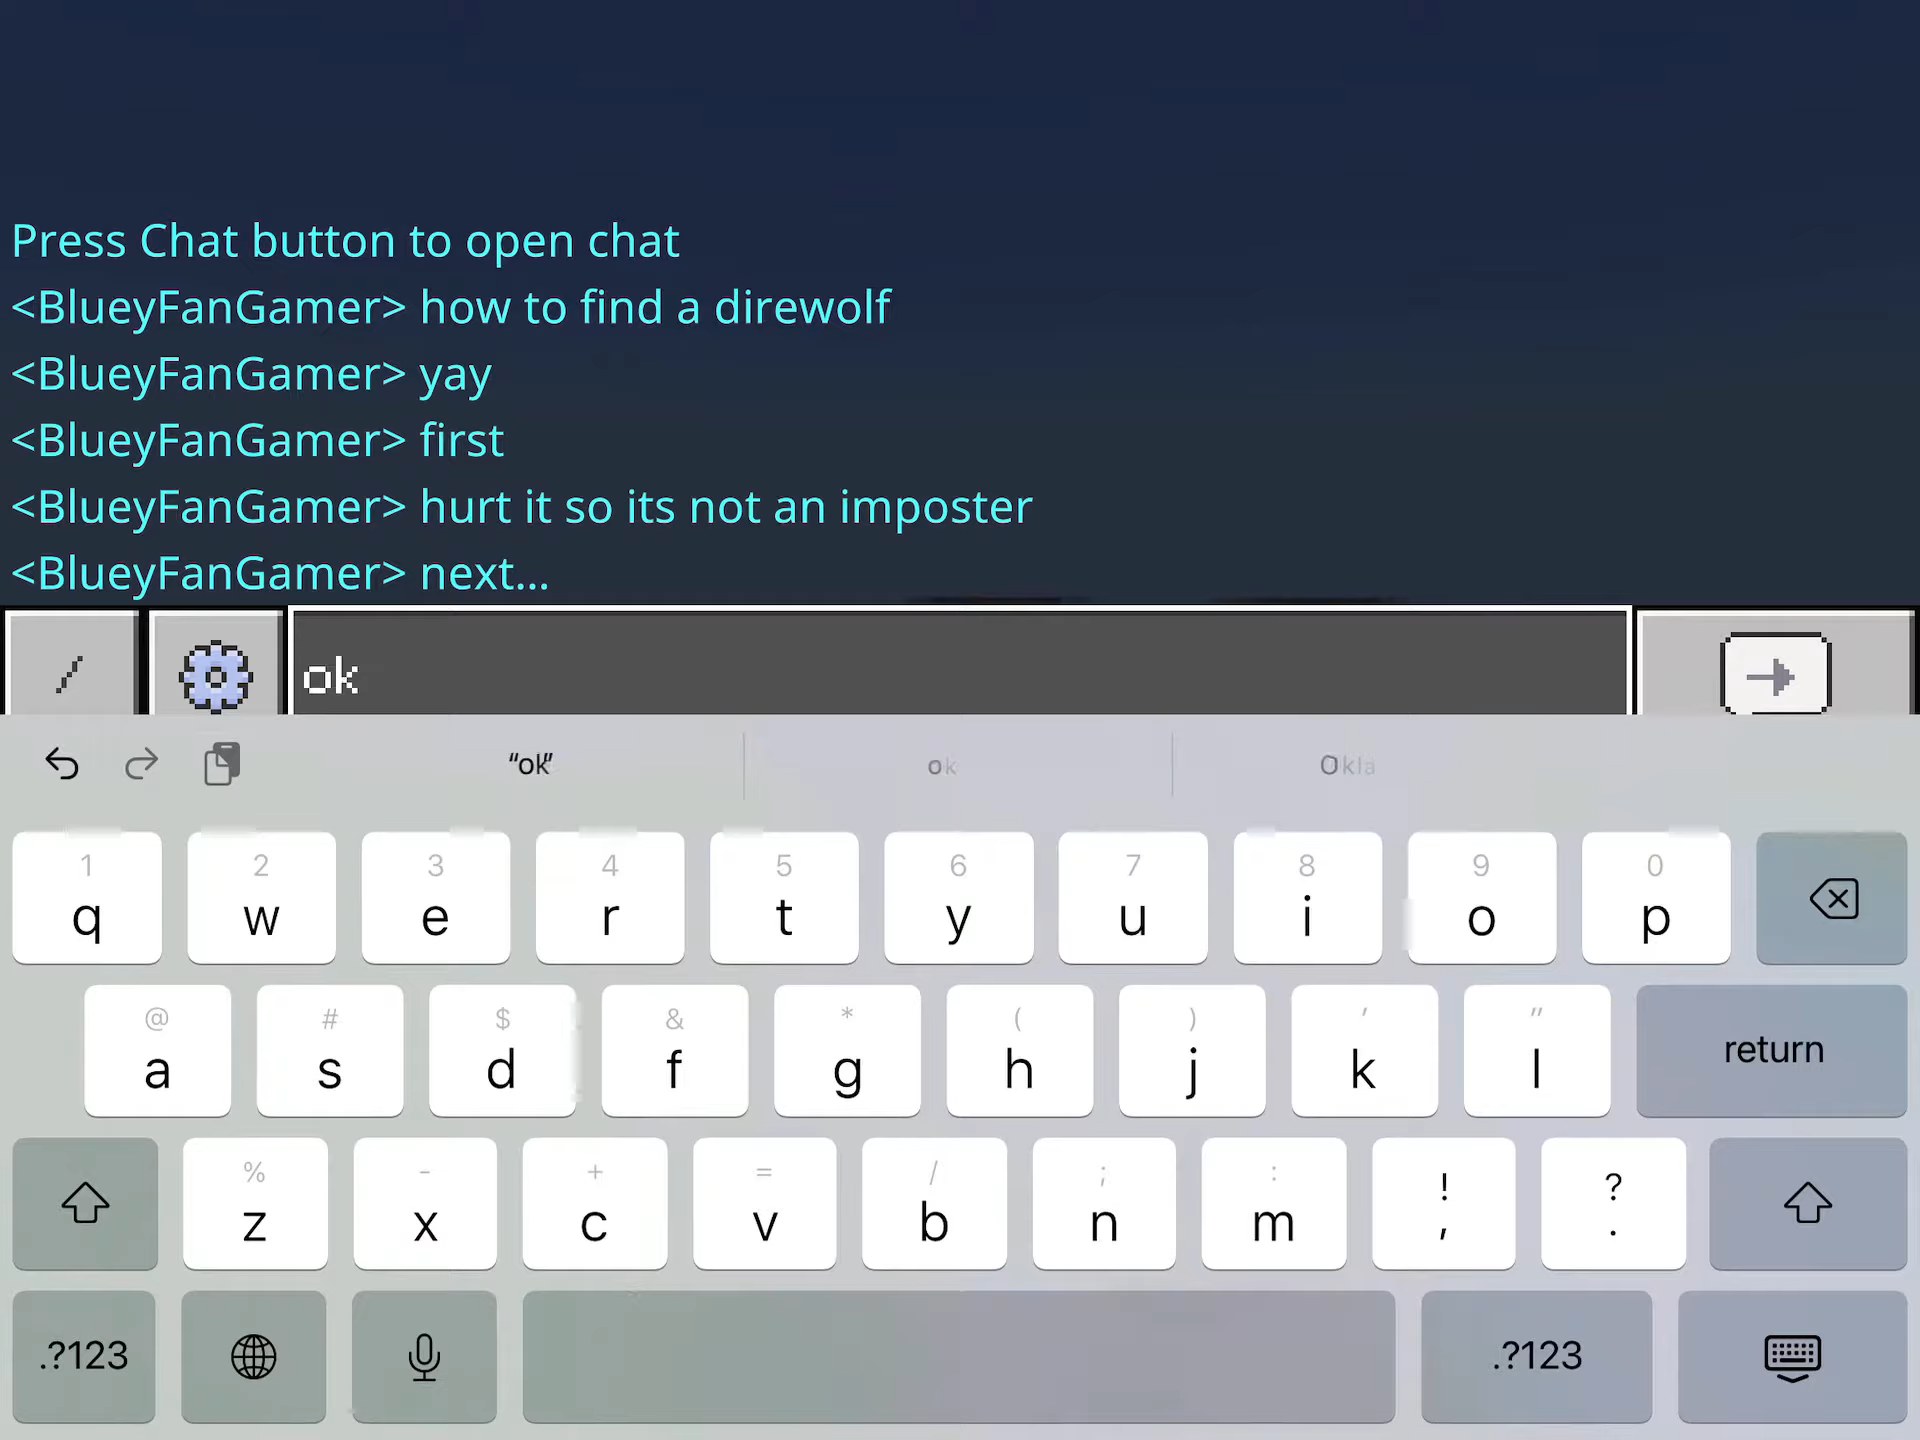 Press Chat button to open chat
<BlueyFanGamer> how to find a direwolf
<BlueyFanGamer> yay
<BlueyFanGamer> first
<BlueyFanGamer> hurt it so its not an imposter
<BlueyFanGamer> next...
/ ok
“ok” ok Okla
1 2 3 4 5 6 7 8 9 0
q w e r t y u i o p
@ # $ & * ( ) ' "
a s d f g h j k l return
% - + = / ; : ! ?
z x c v b n m , .
.?123 .?123